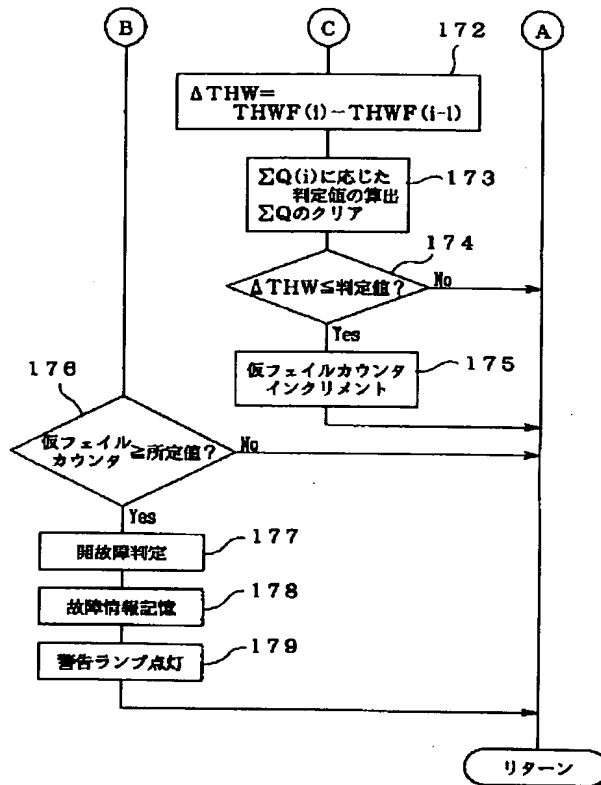 B
C
A
172
ΔTHW=
THWF(i)-THWF(i-1)
ΣQ(i)に応じた
判定値の算出
ΣQのクリア
173
174
ΔTHW≦判定値?
No
Yes
仮フェイルカウンタ
インクリメント
175
176
仮フェイル
カウンタ
≧所定値?
No
Yes
開故障判定
177
故障情報記憶
178
警告ランプ点灯
179
リターン